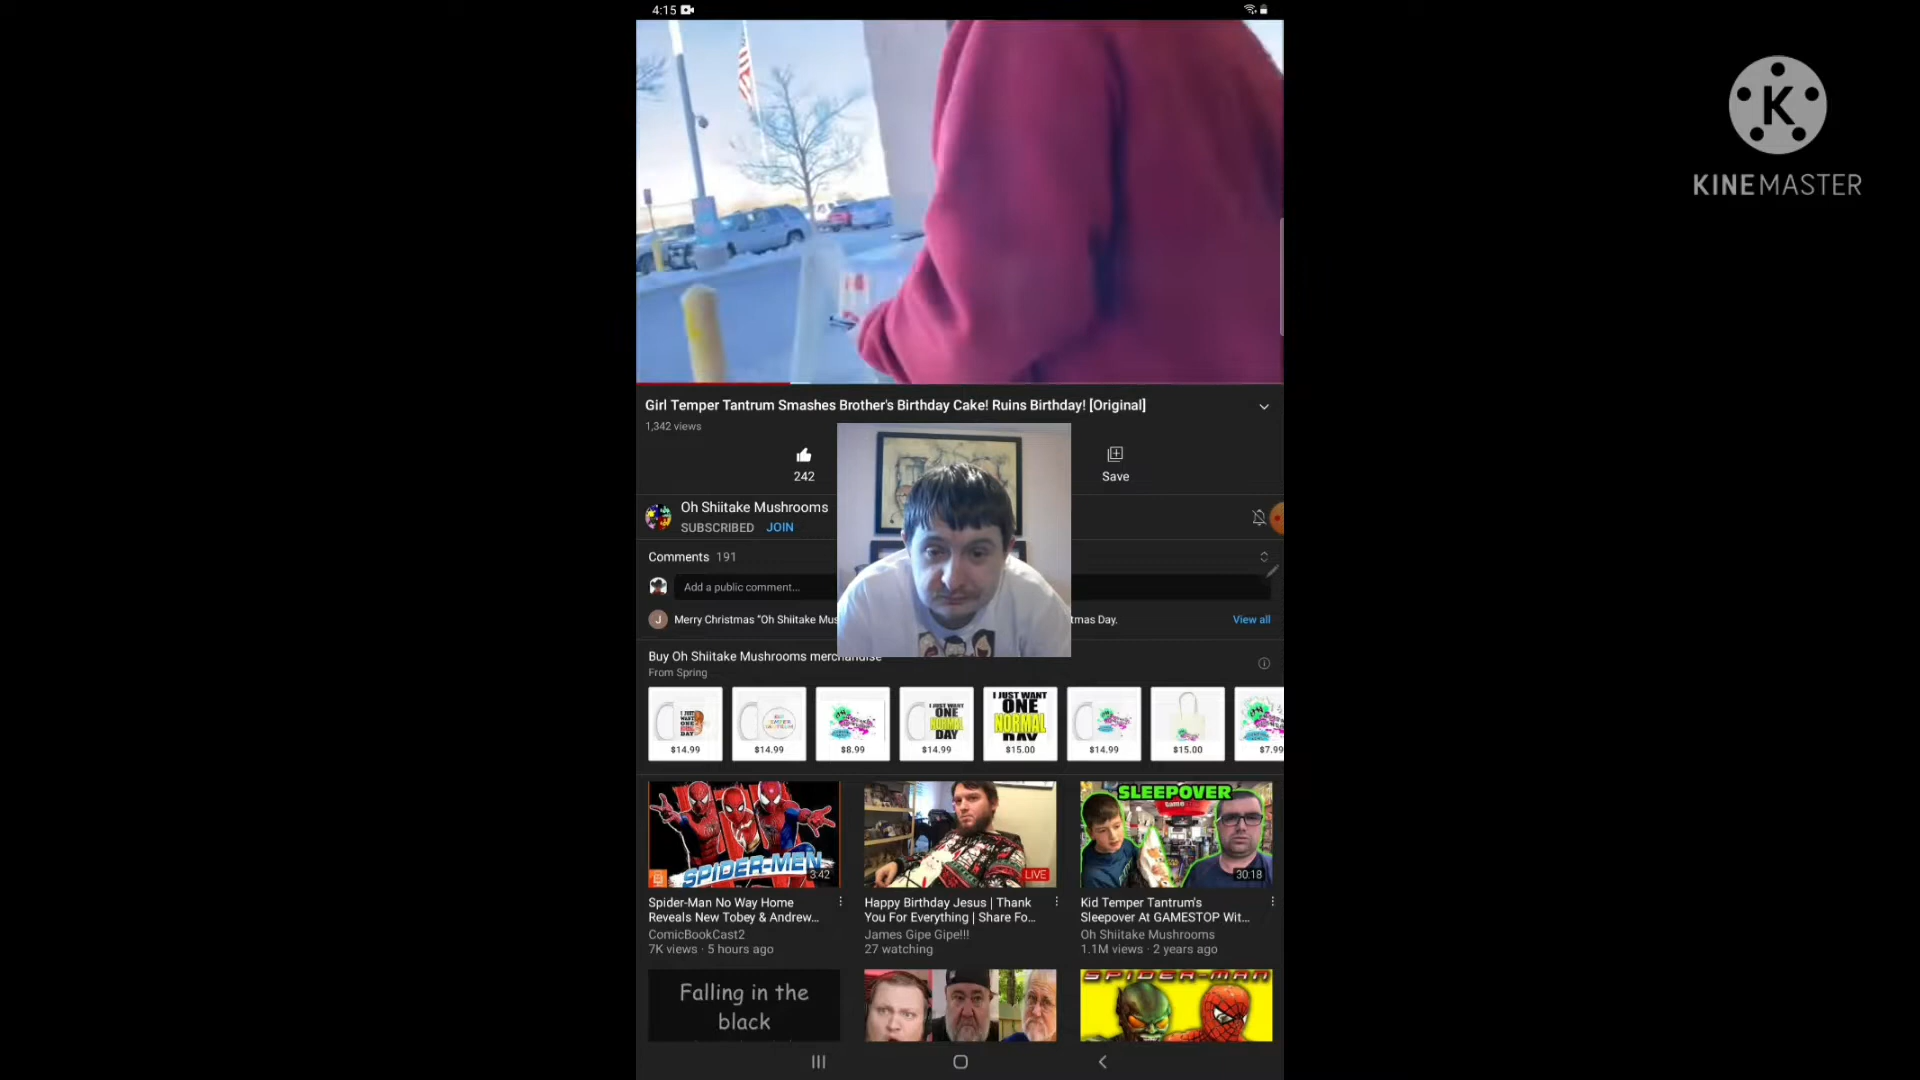 4:15
KINEMASTER
Girl Temper Tantrum Smashes Brother's Birthday Cake! Ruins Birthday! [Original]
1,342 views
242
Save
Oh Shiitake Mushrooms
SUBSCRIBED JOIN
Comments 191
Add a public comment...
J Merry Christmas "Oh Shiitake Mus tmas Day. View all
Buy Oh Shiitake Mushrooms merchandise
From Spring
I JUST WANT ONE NORMAL DAY
I JUST WANT ONE NORMAL DAY
$14.99 $14.99 $8.99 $14.99 $15.00 $14.99 $15.00 $7.99
SLEEPOVER
SPIDER-MEN
3:42 LIVE 30:18
Spider-Man No Way Home Happy Birthday Jesus | Thank Kid Temper Tantrum's
Reveals New Tobey & Andrew... You For Everything | Share Fo... Sleepover At GAMESTOP Wit...
ComicBookCast2 James Gipe Gipe!!! Oh Shiitake Mushrooms
7K views · 5 hours ago 27 watching 1.1M views · 2 years ago
SPIDER-MAN
Falling in the
black